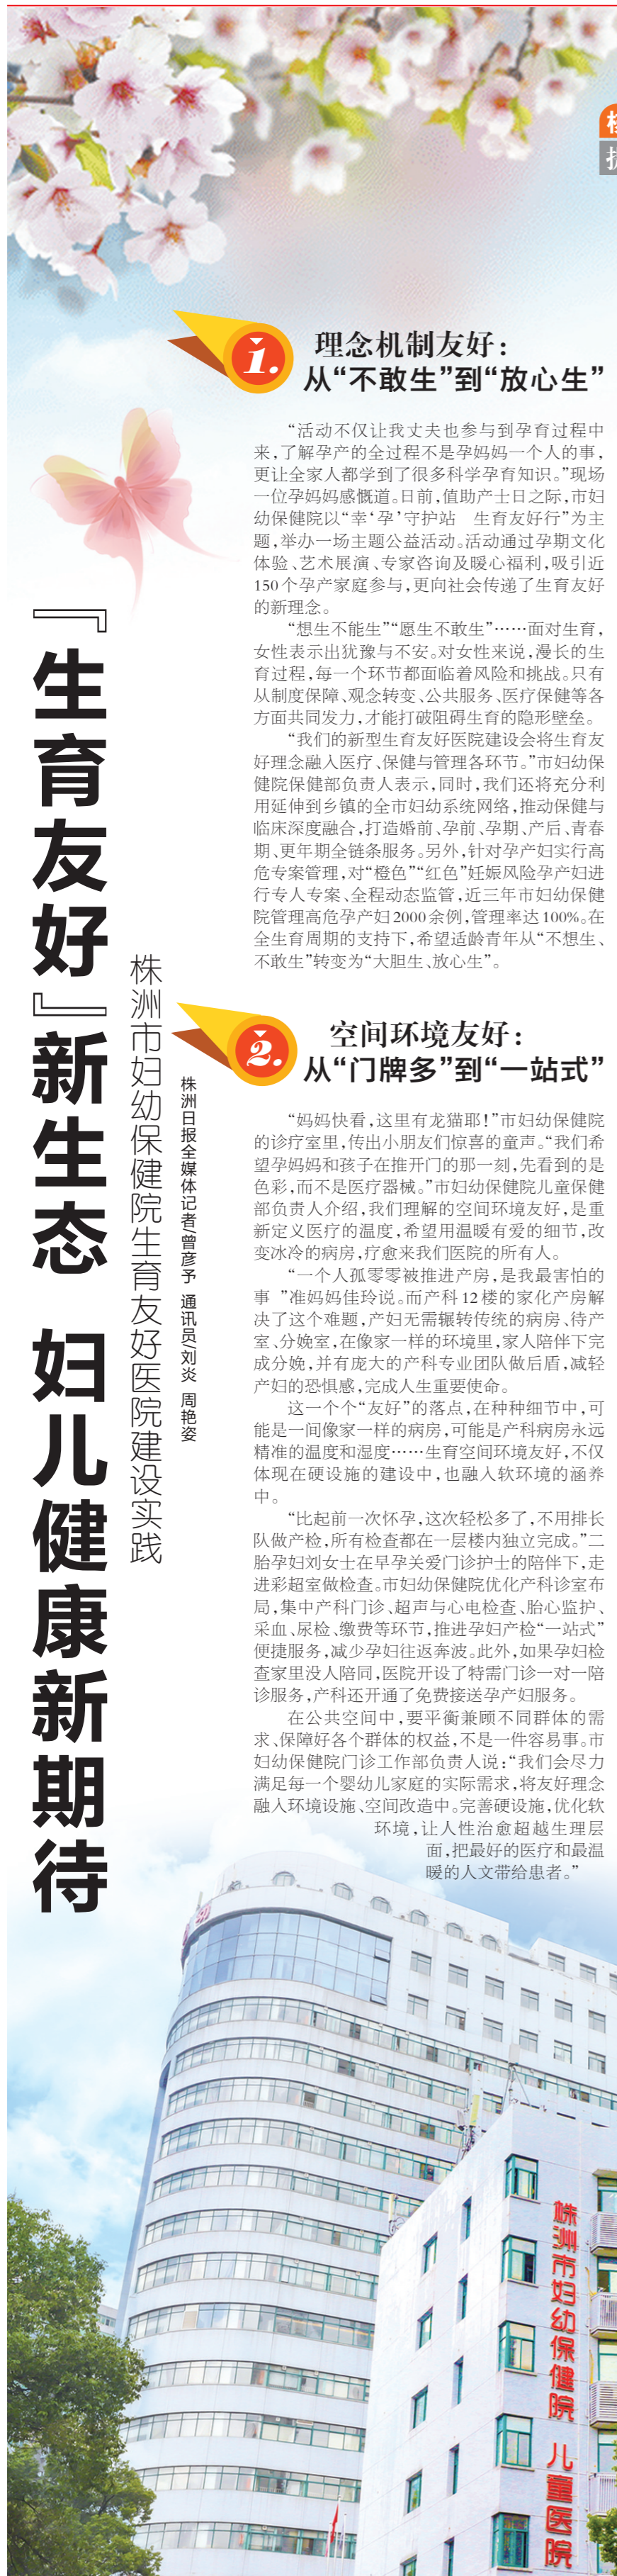 『生育友好』新生态 妇儿健康新期待
株洲市妇幼保健院生育友好医院建设实践
株洲日报全媒体记者/曾彦予 通讯员/刘炎 周艳姿
1.
理念机制友好：
从“不敢生”到“放心生”
“活动不仅让我丈夫也参与到孕育过程中
来，了解孕产的全过程不是孕妈妈一个人的事，
更让全家人都学到了很多科学孕育知识。”现场
一位孕妈妈感慨道。日前，值助产士日之际，市妇
幼保健院以“幸‘孕’守护站　生育友好行”为主
题，举办一场主题公益活动。活动通过孕期文化
体验、艺术展演、专家咨询及暖心福利，吸引近
150个孕产家庭参与，更向社会传递了生育友好
的新理念。
“想生不能生”“愿生不敢生”……面对生育，
女性表示出犹豫与不安。对女性来说，漫长的生
育过程，每一个环节都面临着风险和挑战。只有
从制度保障、观念转变、公共服务、医疗保健等各
方面共同发力，才能打破阻碍生育的隐形壁垒。
“我们的新型生育友好医院建设会将生育友
好理念融入医疗、保健与管理各环节。”市妇幼保
健院保健部负责人表示，同时，我们还将充分利
用延伸到乡镇的全市妇幼系统网络，推动保健与
临床深度融合，打造婚前、孕前、孕期、产后、青春
期、更年期全链条服务。另外，针对孕产妇实行高
危专案管理，对“橙色”“红色”妊娠风险孕产妇进
行专人专案、全程动态监管，近三年市妇幼保健
院管理高危孕产妇2000余例，管理率达100%。在
全生育周期的支持下，希望适龄青年从“不想生、
不敢生”转变为“大胆生、放心生”。
2.
空间环境友好：
从“门牌多”到“一站式”
“妈妈快看，这里有龙猫耶！”市妇幼保健院
的诊疗室里，传出小朋友们惊喜的童声。“我们希
望孕妈妈和孩子在推开门的那一刻，先看到的是
色彩，而不是医疗器械。”市妇幼保健院儿童保健
部负责人介绍，我们理解的空间环境友好，是重
新定义医疗的温度，希望用温暖有爱的细节，改
变冰冷的病房，疗愈来我们医院的所有人。
“一个人孤零零被推进产房，是我最害怕的
事 ”准妈妈佳玲说。而产科12楼的家化产房解
决了这个难题，产妇无需辗转传统的病房、待产
室、分娩室，在像家一样的环境里，家人陪伴下完
成分娩，并有庞大的产科专业团队做后盾，减轻
产妇的恐惧感，完成人生重要使命。
这一个个“友好”的落点，在种种细节中，可
能是一间像家一样的病房，可能是产科病房永远
精准的温度和湿度……生育空间环境友好，不仅
体现在硬设施的建设中，也融入软环境的涵养
中。
“比起前一次怀孕，这次轻松多了，不用排长
队做产检，所有检查都在一层楼内独立完成。”二
胎孕妇刘女士在早孕关爱门诊护士的陪伴下，走
进彩超室做检查。市妇幼保健院优化产科诊室布
局，集中产科门诊、超声与心电检查、胎心监护、
采血、尿检、缴费等环节，推进孕妇产检“一站式”
便捷服务，减少孕妇往返奔波。此外，如果孕妇检
查家里没人陪同，医院开设了特需门诊一对一陪
诊服务，产科还开通了免费接送孕产妇服务。
在公共空间中，要平衡兼顾不同群体的需
求、保障好各个群体的权益，不是一件容易事。市
妇幼保健院门诊工作部负责人说：“我们会尽力
满足每一个婴幼儿家庭的实际需求，将友好理念
融入环境设施、空间改造中。完善硬设施，优化软
环境，让人性治愈超越生理层
面，把最好的医疗和最温
暖的人文带给患者。”
株洲市妇幼保健院 儿童医院